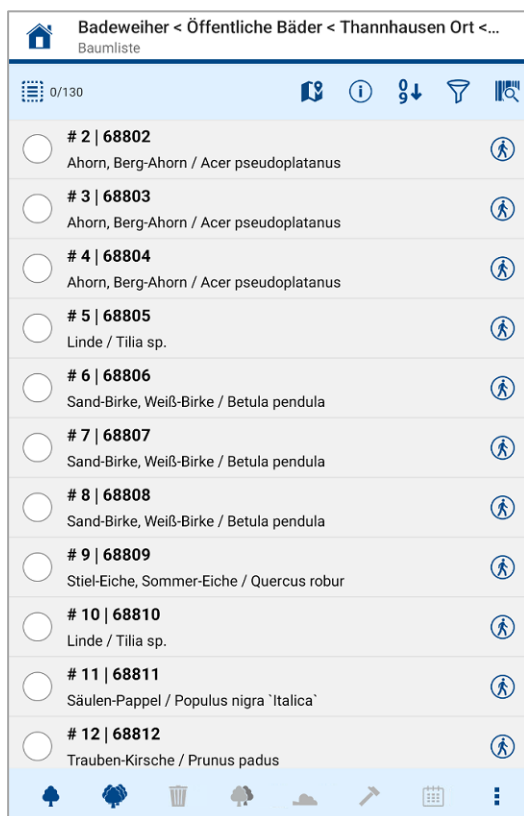 Badeweiher < Öffentliche Bäder < Thannhausen Ort <...
Baumliste
0/130
0
9
# 2 | 68802
Ahorn, Berg-Ahorn / Acer pseudoplatanus
# 3 | 68803
Ahorn, Berg-Ahorn / Acer pseudoplatanus
# 4 | 68804
Ahorn, Berg-Ahorn / Acer pseudoplatanus
# 5 | 68805
Linde / Tilia sp.
# 6 | 68806
Sand-Birke, Weiß-Birke / Betula pendula
# 7 | 68807
Sand-Birke, Weiß-Birke / Betula pendula
# 8 | 68808
Sand-Birke, Weiß-Birke / Betula pendula
# 9 | 68809
Stiel-Eiche, Sommer-Eiche / Quercus robur
# 10 | 68810
Linde / Tilia sp.
# 11 | 68811
Säulen-Pappel / Populus nigra `Italica`
# 12 | 68812
Trauben-Kirsche / Prunus padus